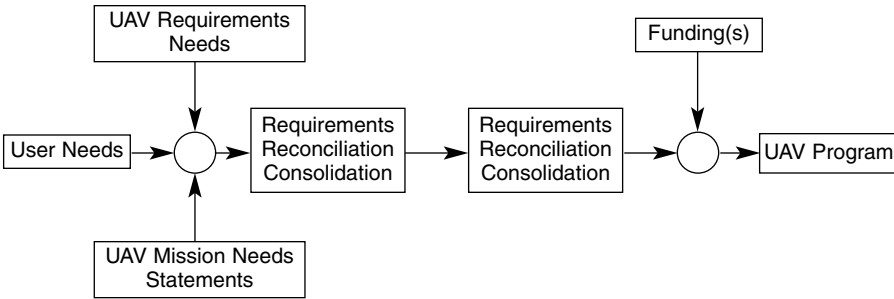 UAV Requirements
Needs
Funding(s)
User Needs
Requirements
Reconciliation
Consolidation
Requirements
Reconciliation
Consolidation
UAV Program
UAV Mission Needs
Statements